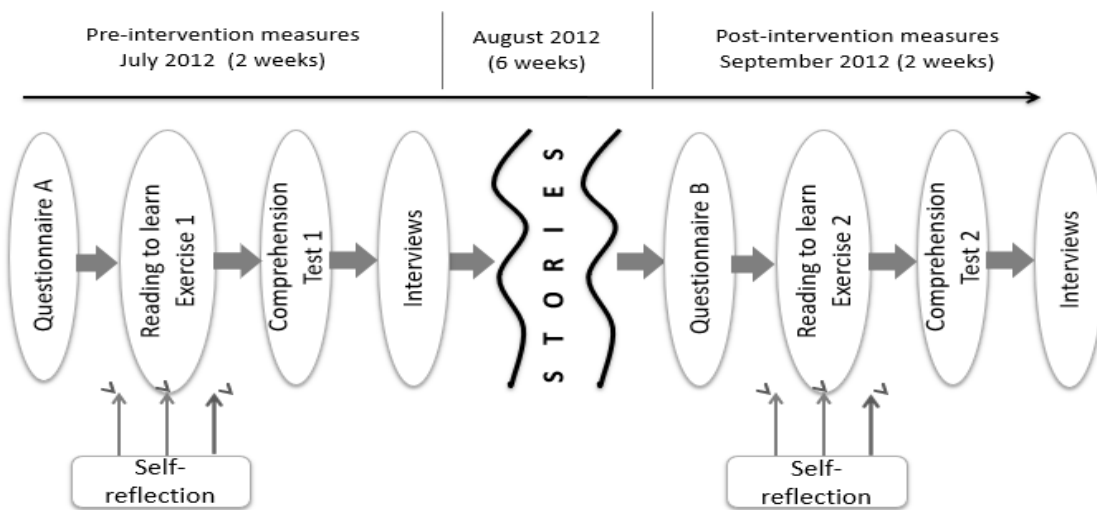 Pre-intervention measures
July 2012 (2 weeks)
August 2012
(6 weeks)
Post-intervention measures
September 2012 (2 weeks)
Questionnaire A
Reading to learn
Exercise 1
Comprehension
Test 1
Interviews
STORIES
Questionnaire B
Reading to learn
Exercise 2
Comprehension
Test 2
Interviews
Self-
reflection
Self-
reflection